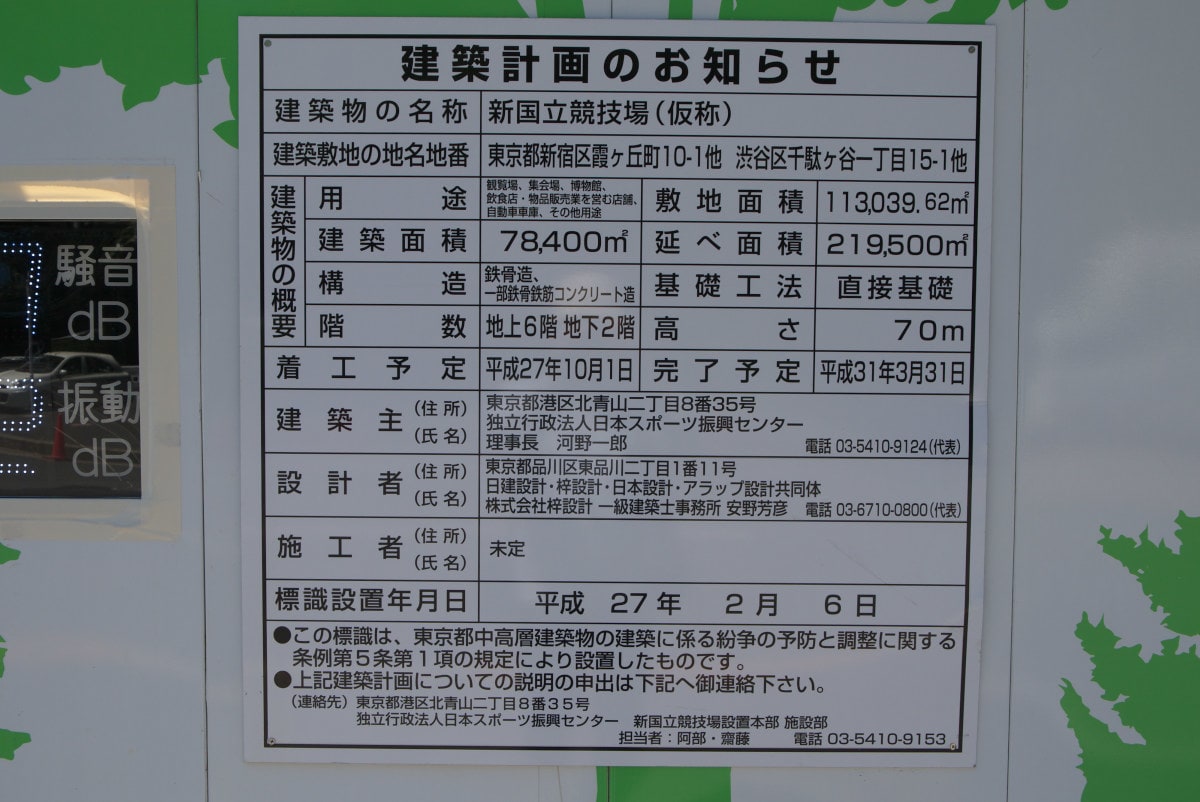 建築計画のお知らせ
建築物の名称 新国立競技場(仮称)
建築敷地の地名地番 東京都新宿区霞ヶ丘町10-1他 渋谷区千駄ヶ谷一丁目15-1他
建築物の概要
用途 観覧場、集会場、博物館、
飲食店・物品販売業を営む店舗、
自動車車庫、その他用途
敷地面積 113,039.62㎡
建築面積 78,400㎡ 延べ面積 219,500㎡
構造 鉄骨造、
一部鉄骨鉄筋コンクリート造
基礎工法 直接基礎
階数 地上6階 地下2階 高さ 70m
着工予定 平成27年10月1日 完了予定 平成31年3月31日
建築主 (住所) (氏名)
東京都港区北青山二丁目8番35号
独立行政法人日本スポーツ振興センター
理事長 河野一郎 電話 03-5410-9124(代表)
設計者 (住所) (氏名)
東京都品川区東品川二丁目1番11号
日建設計・梓設計・日本設計・アラップ設計共同体
株式会社梓設計 一級建築士事務所 安野芳彦 電話 03-6710-0800(代表)
施工者 (住所) (氏名)
未定
標識設置年月日 平成 27年 2月 6日
●この標識は、東京都中高層建築物の建築に係る紛争の予防と調整に関する
条例第5条第1項の規定により設置したものです。
●上記建築計画についての説明の申出は下記へ御連絡下さい。
(連絡先) 東京都港区北青山二丁目8番35号
独立行政法人日本スポーツ振興センター 新国立競技場設置本部 施設部
担当者:阿部・齋藤 電話 03-5410-9153
騒音
dB
振動
dB